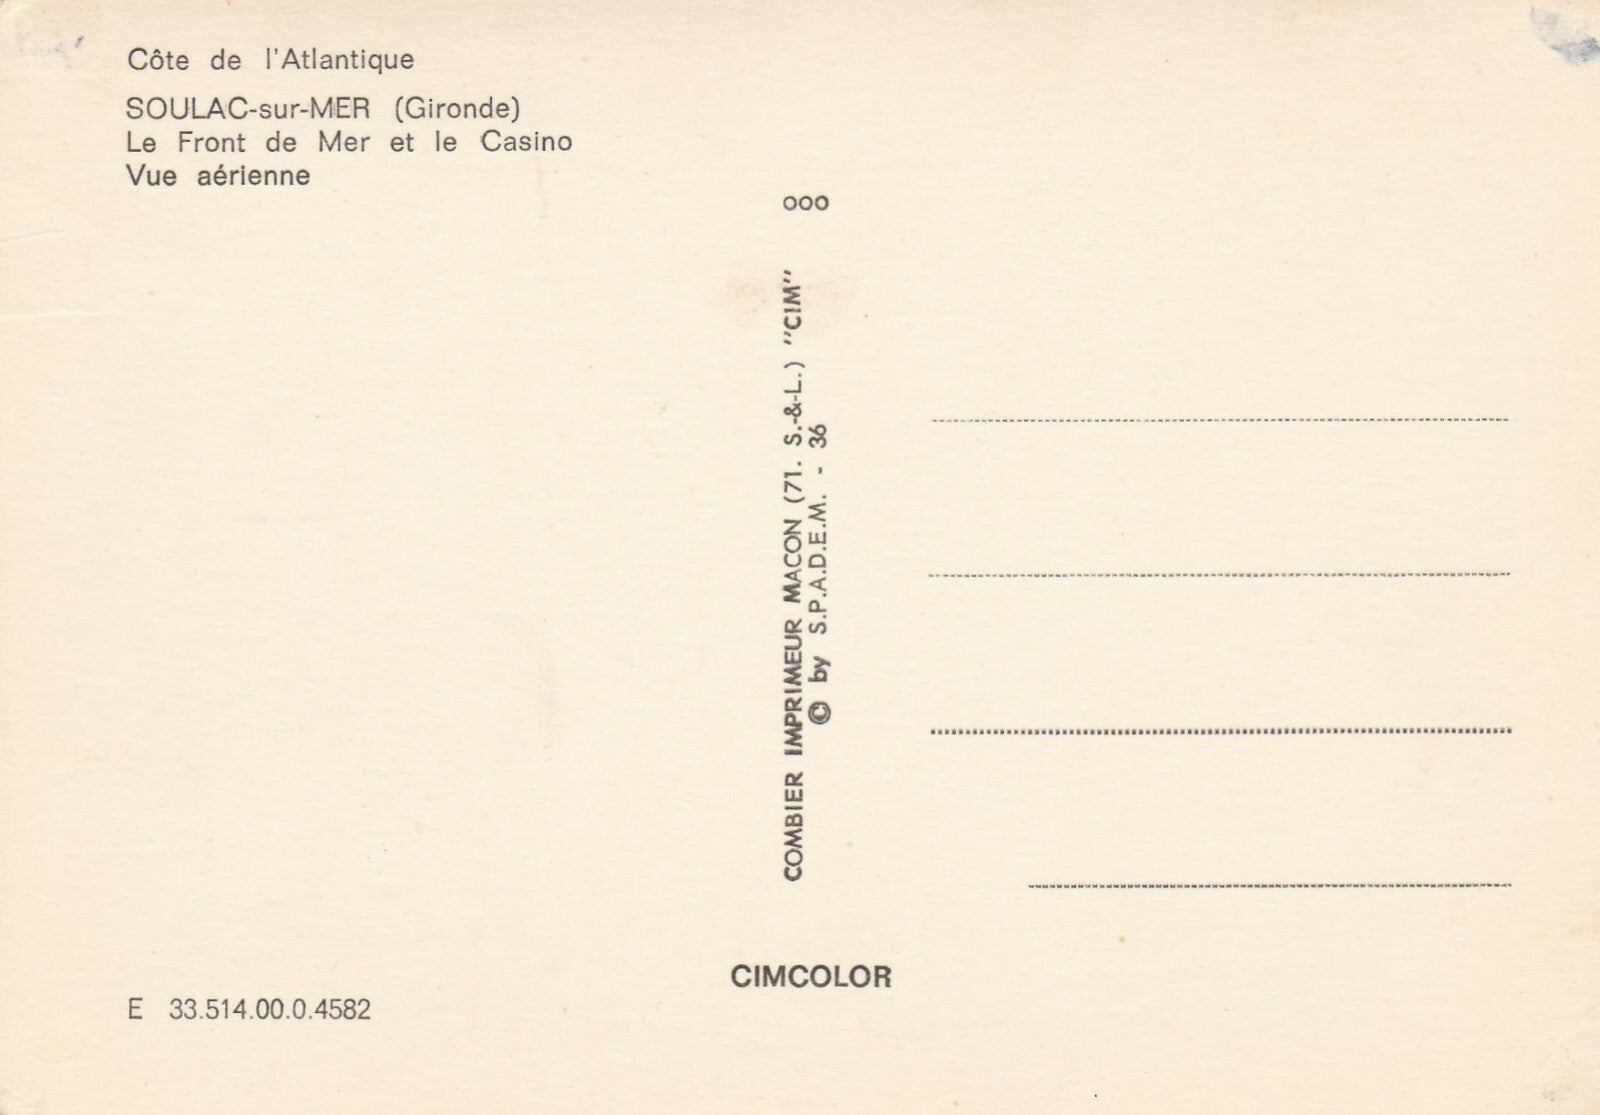 Côte de l'Atlantique
SOULAC-sur-MER (Gironde)
Le Front de Mer et le Casino
Vue aérienne
ooo
COMBIER IMPRIMEUR MACON (71. S.-&-L.) "CIM"
© by S.P.A.D.E.M. - 36
CIMCOLOR
E 33.514.00.0.4582